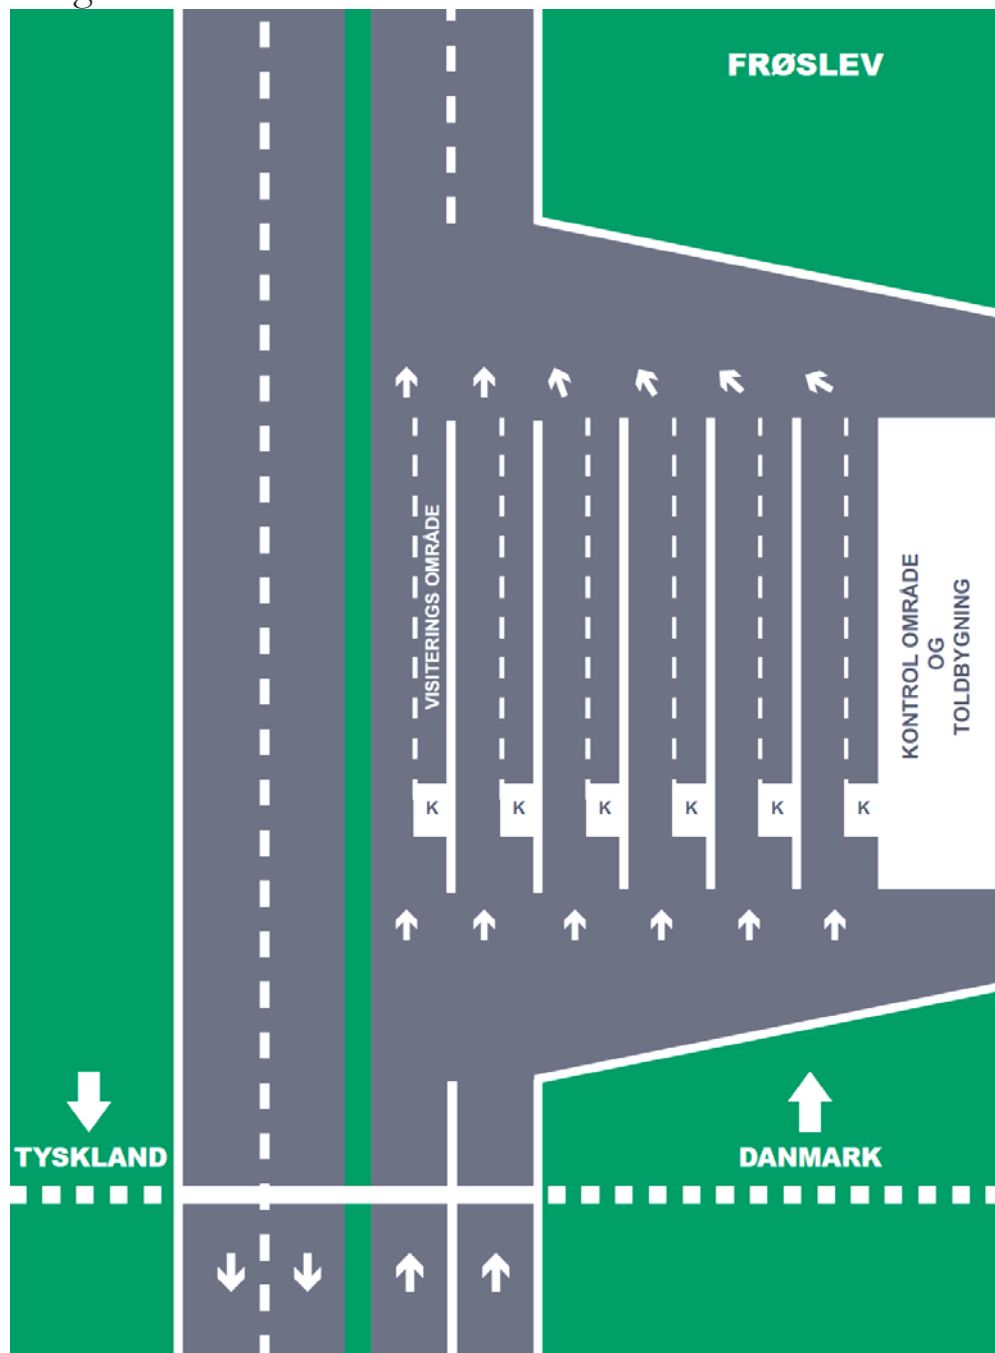 FRØSLEV
VISITERINGS OMRÅDE
KONTROL OMRÅDE
OG
TOLDBYGNING
K
K
K
K
K
K
TYSKLAND
DANMARK